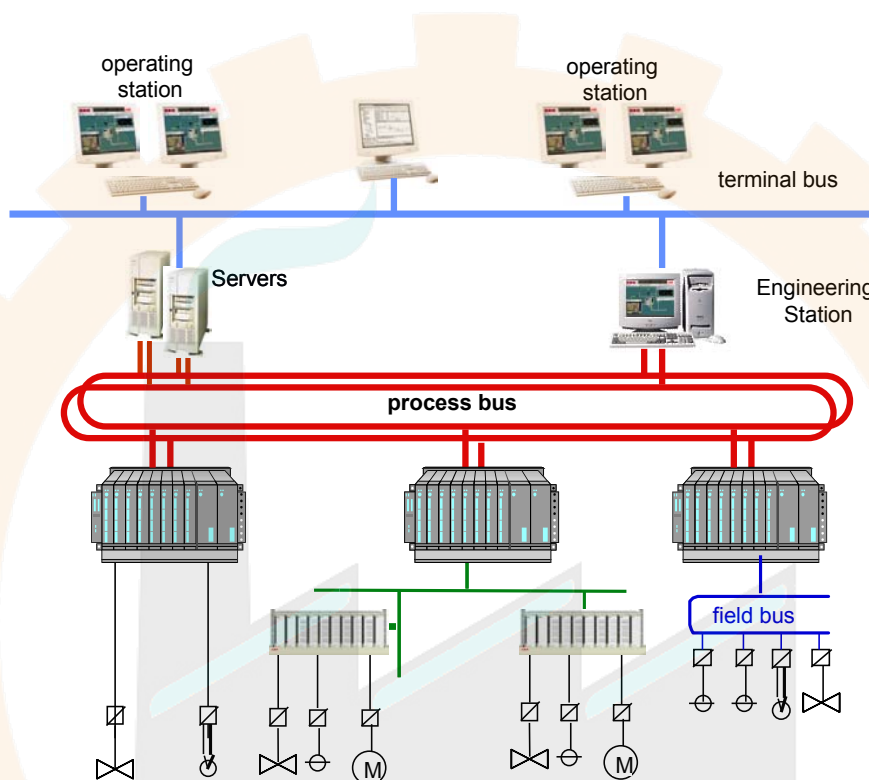 operating
station
operating
station
terminal bus
Servers
Engineering
Station
process bus
field bus
M
M